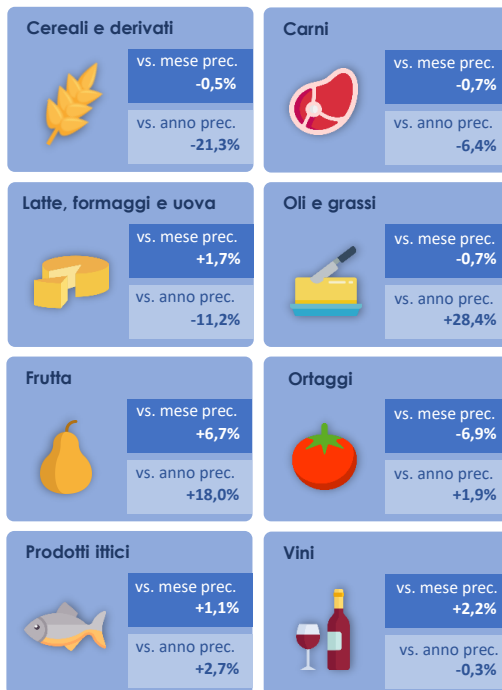 Cereali e derivati
vs. mese prec.
-0,5%
vs. anno prec.
-21,3%
Carni
vs. mese prec.
-0,7%
vs. anno prec.
-6,4%
Latte, formaggi e uova
vs. mese prec.
+1,7%
vs. anno prec.
-11,2%
Oli e grassi
vs. mese prec.
-0,7%
vs. anno prec.
+28,4%
Frutta
vs. mese prec.
+6,7%
vs. anno prec.
+18,0%
Ortaggi
vs. mese prec.
-6,9%
vs. anno prec.
+1,9%
Prodotti ittici
vs. mese prec.
+1,1%
vs. anno prec.
+2,7%
Vini
vs. mese prec.
+2,2%
vs. anno prec.
-0,3%